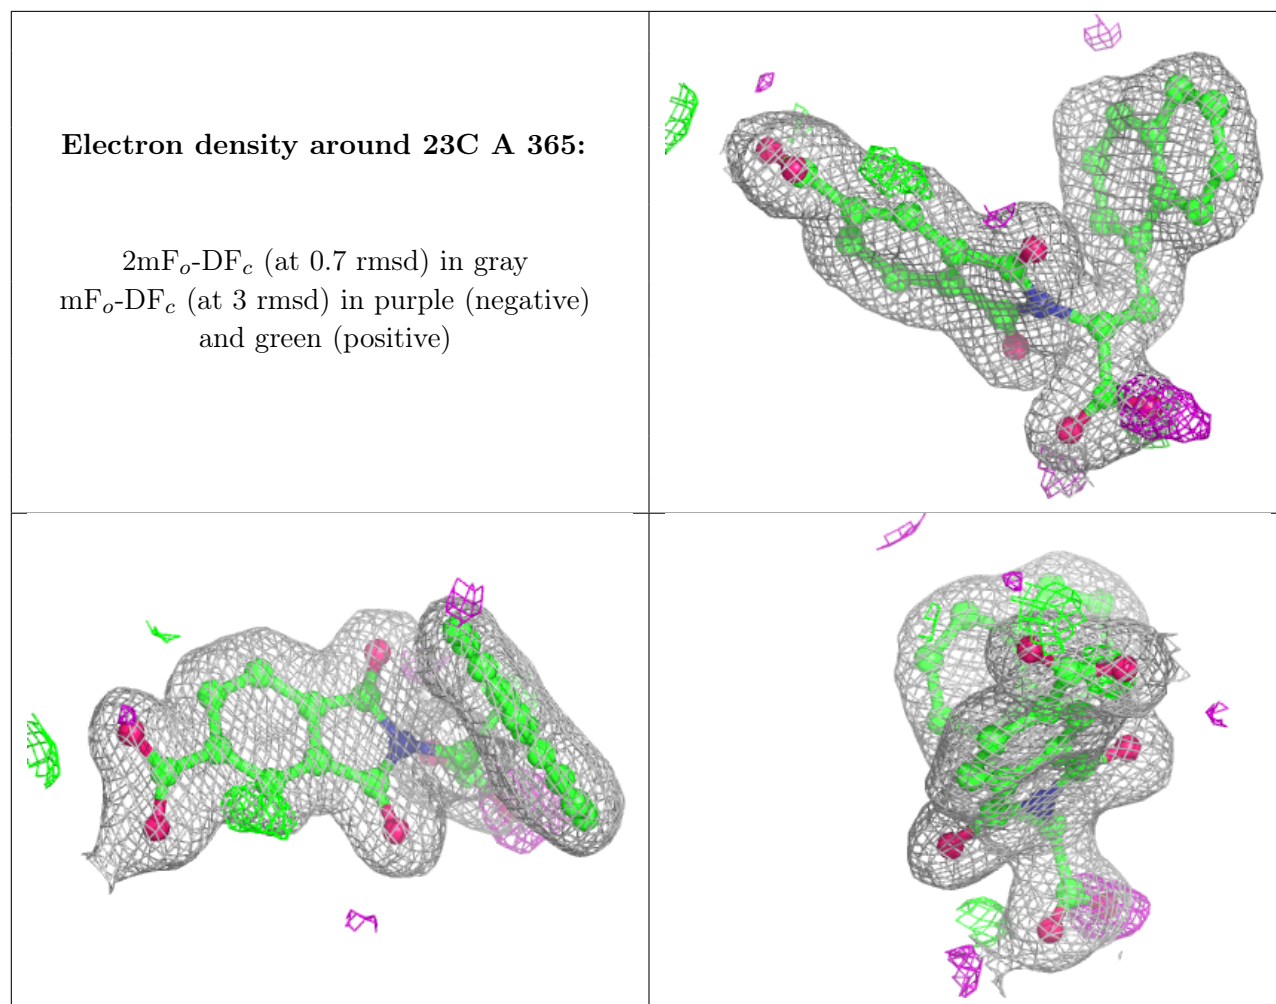 Electron density around 23C A 365:
2mFo-DFc (at 0.7 rmsd) in gray
mFo-DFc (at 3 rmsd) in purple (negative)
and green (positive)